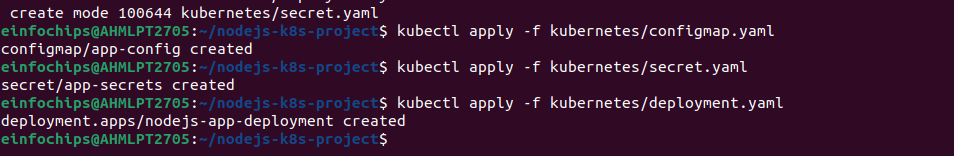 create mode 100644 kubernetes/secret.yaml
einfochips@AHMLPT2705:~/nodejs-k8s-project$ kubectl apply -f kubernetes/configmap.yaml
configmap/app-config created
einfochips@AHMLPT2705:~/nodejs-k8s-project$ kubectl apply -f kubernetes/secret.yaml
secret/app-secrets created
einfochips@AHMLPT2705:~/nodejs-k8s-project$ kubectl apply -f kubernetes/deployment.yaml
deployment.apps/nodejs-app-deployment created
einfochips@AHMLPT2705:~/nodejs-k8s-project$